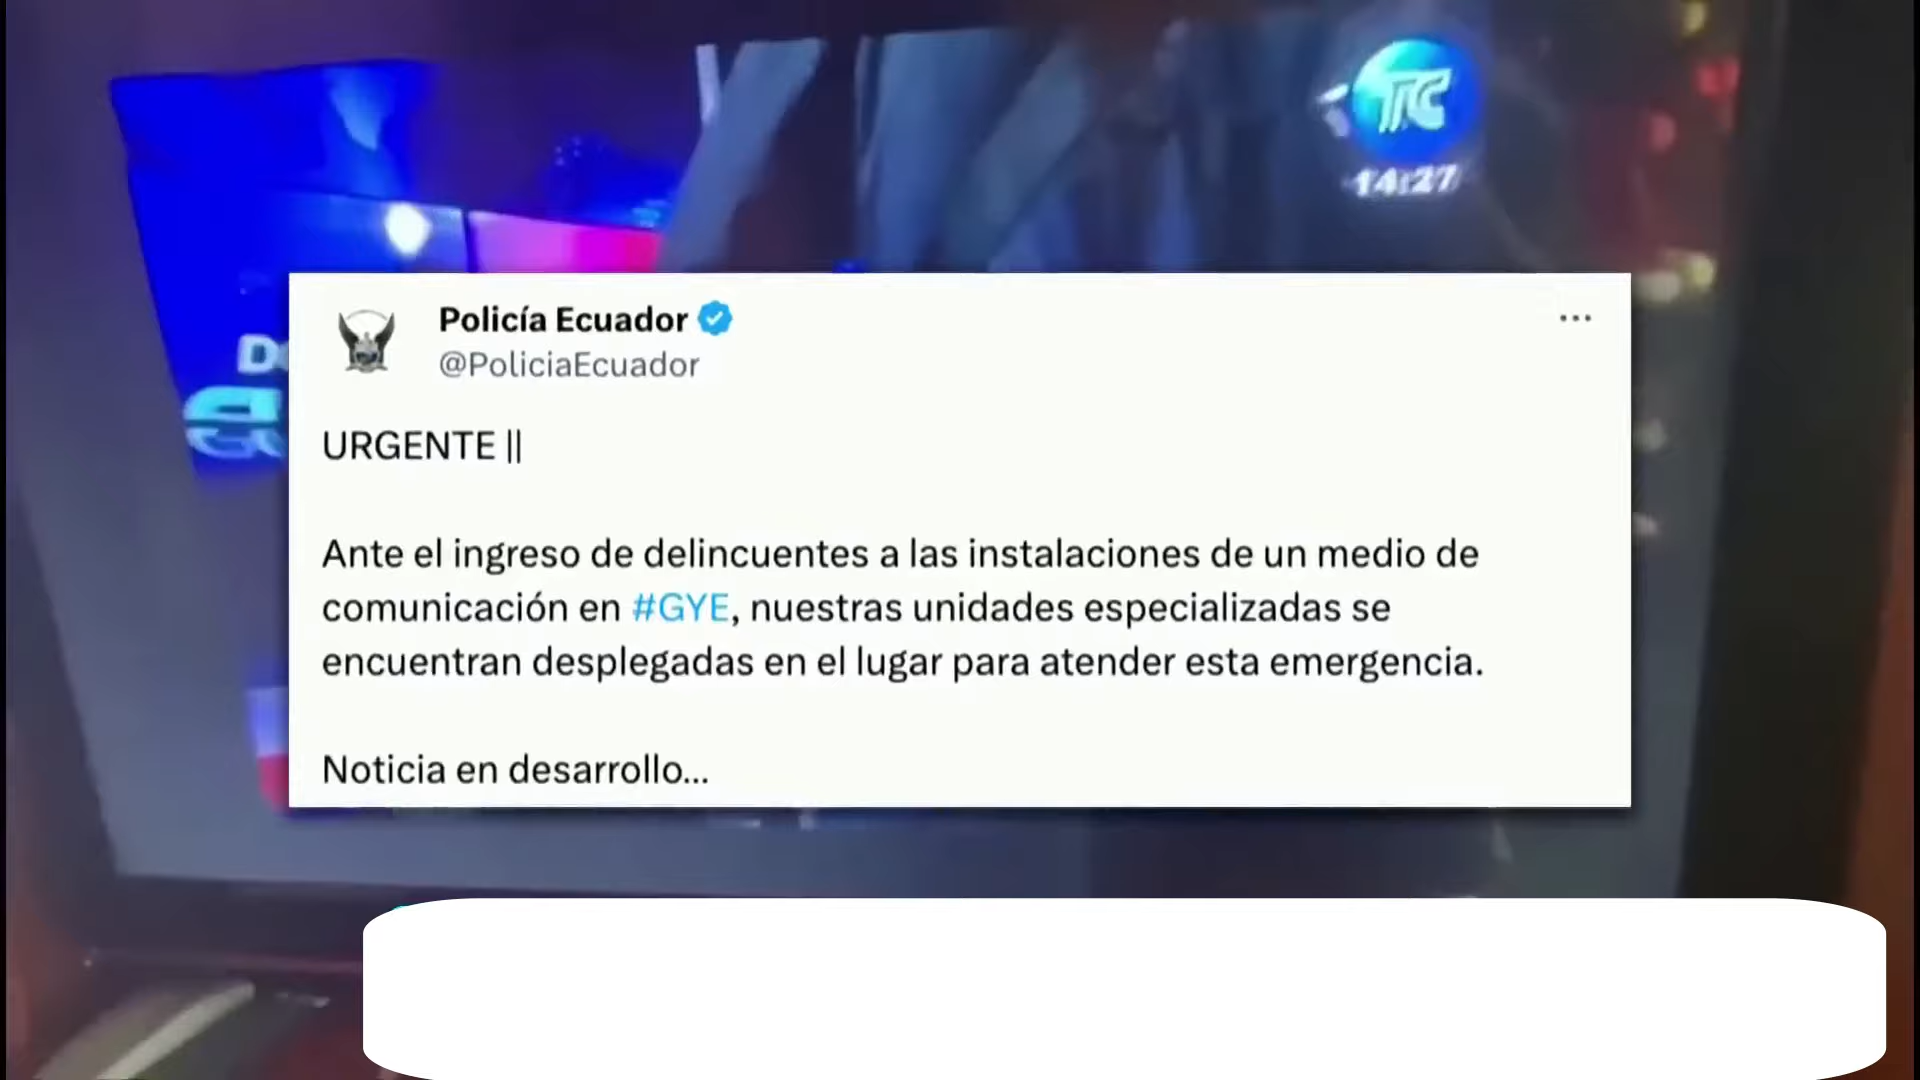 TC
14:27
Policía Ecuador
@PoliciaEcuador
URGENTE ||
Ante el ingreso de delincuentes a las instalaciones de un medio de
comunicación en #GYE, nuestras unidades especializadas se
encuentran desplegadas en el lugar para atender esta emergencia.
Noticia en desarrollo...